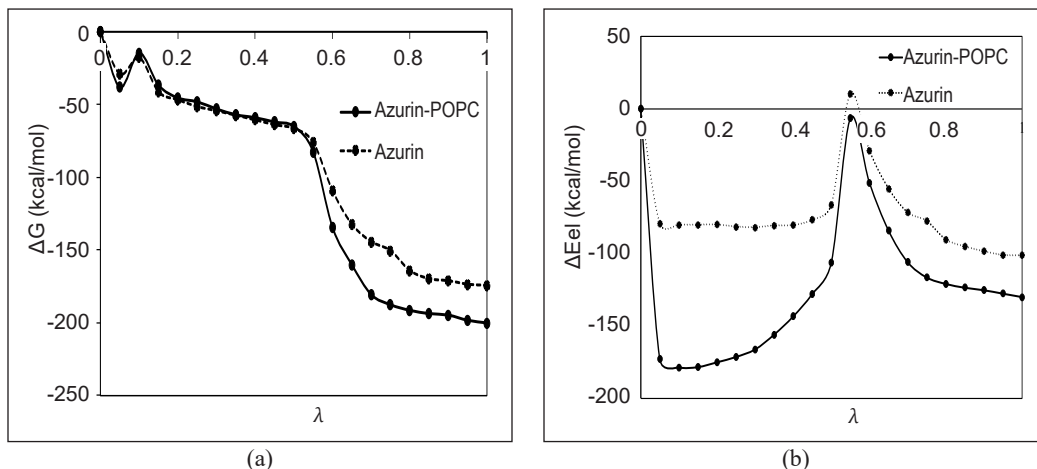 0
-50
-100
-150
-200
-250
0
0.2
0.4
0.6
0.8
1
ΔG (kcal/mol)
λ
Azurin-POPC
Azurin
(a)
50
0
-50
-100
-150
-200
0
0.2
0.4
0.6
0.8
1
ΔEel (kcal/mol)
λ
Azurin-POPC
Azurin
(b)